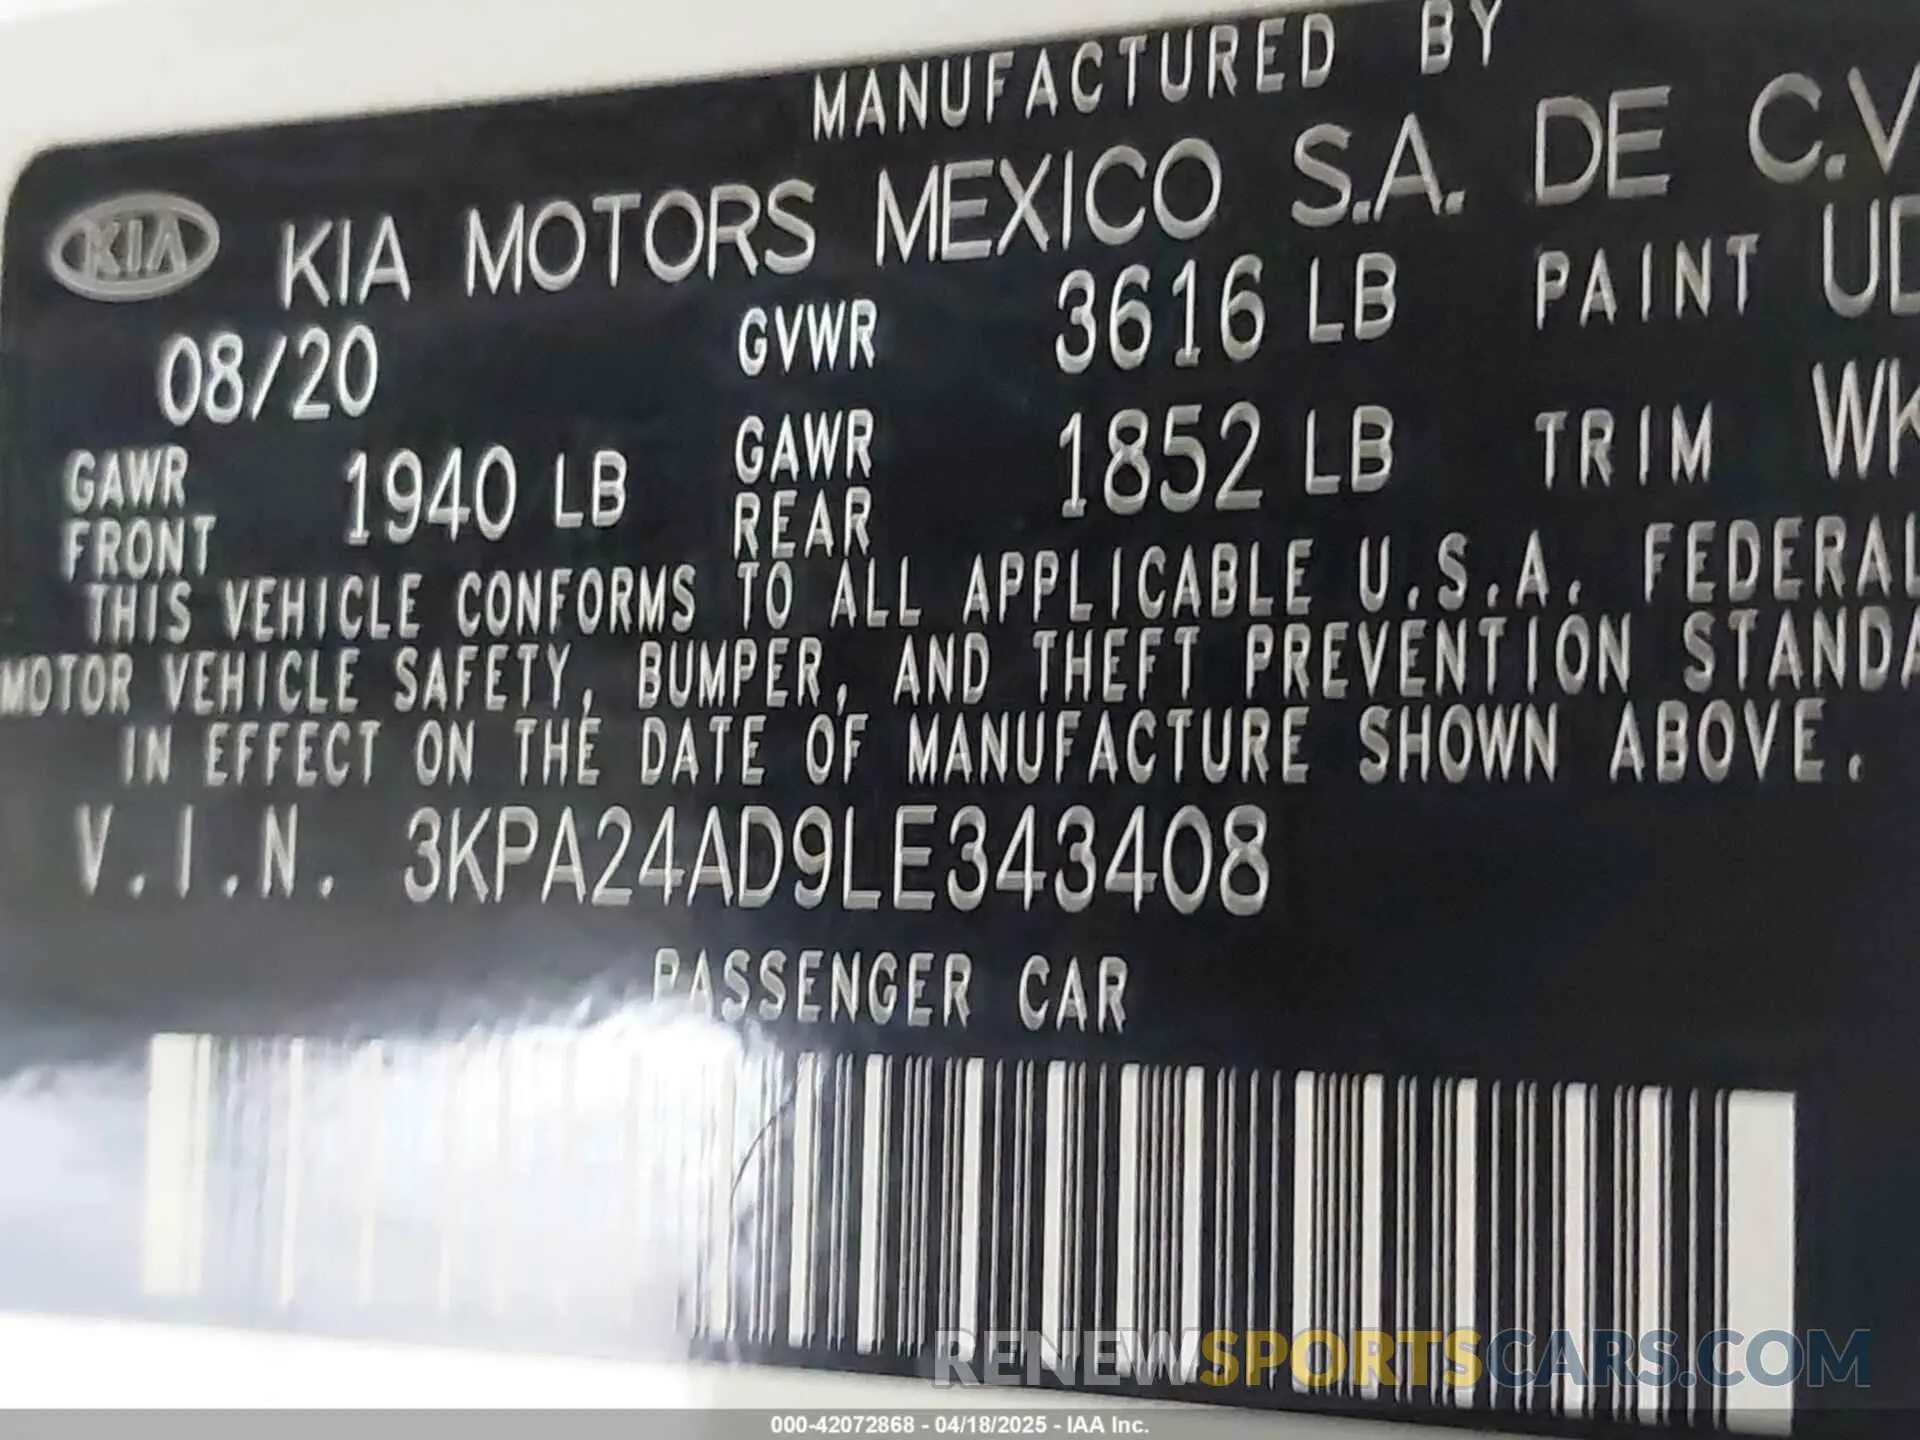 MANUFACTURED BY
KIA KIA MOTORS MEXICO S.A. DE C.V
08/20 GVWR 3616 LB PAINT UD
GAWR FRONT 1940 LB GAWR REAR 1852 LB TRIM WK
THIS VEHICLE CONFORMS TO ALL APPLICABLE U.S.A. FEDERAL
MOTOR VEHICLE SAFETY, BUMPER, AND THEFT PREVENTION STANDA
IN EFFECT ON THE DATE OF MANUFACTURE SHOWN ABOVE.
V.I.N. 3KPA24AD9LE343408
PASSENGER CAR
RENEWSPORTSCARS.COM
000-42072868 - 04/18/2025 - IAA Inc.